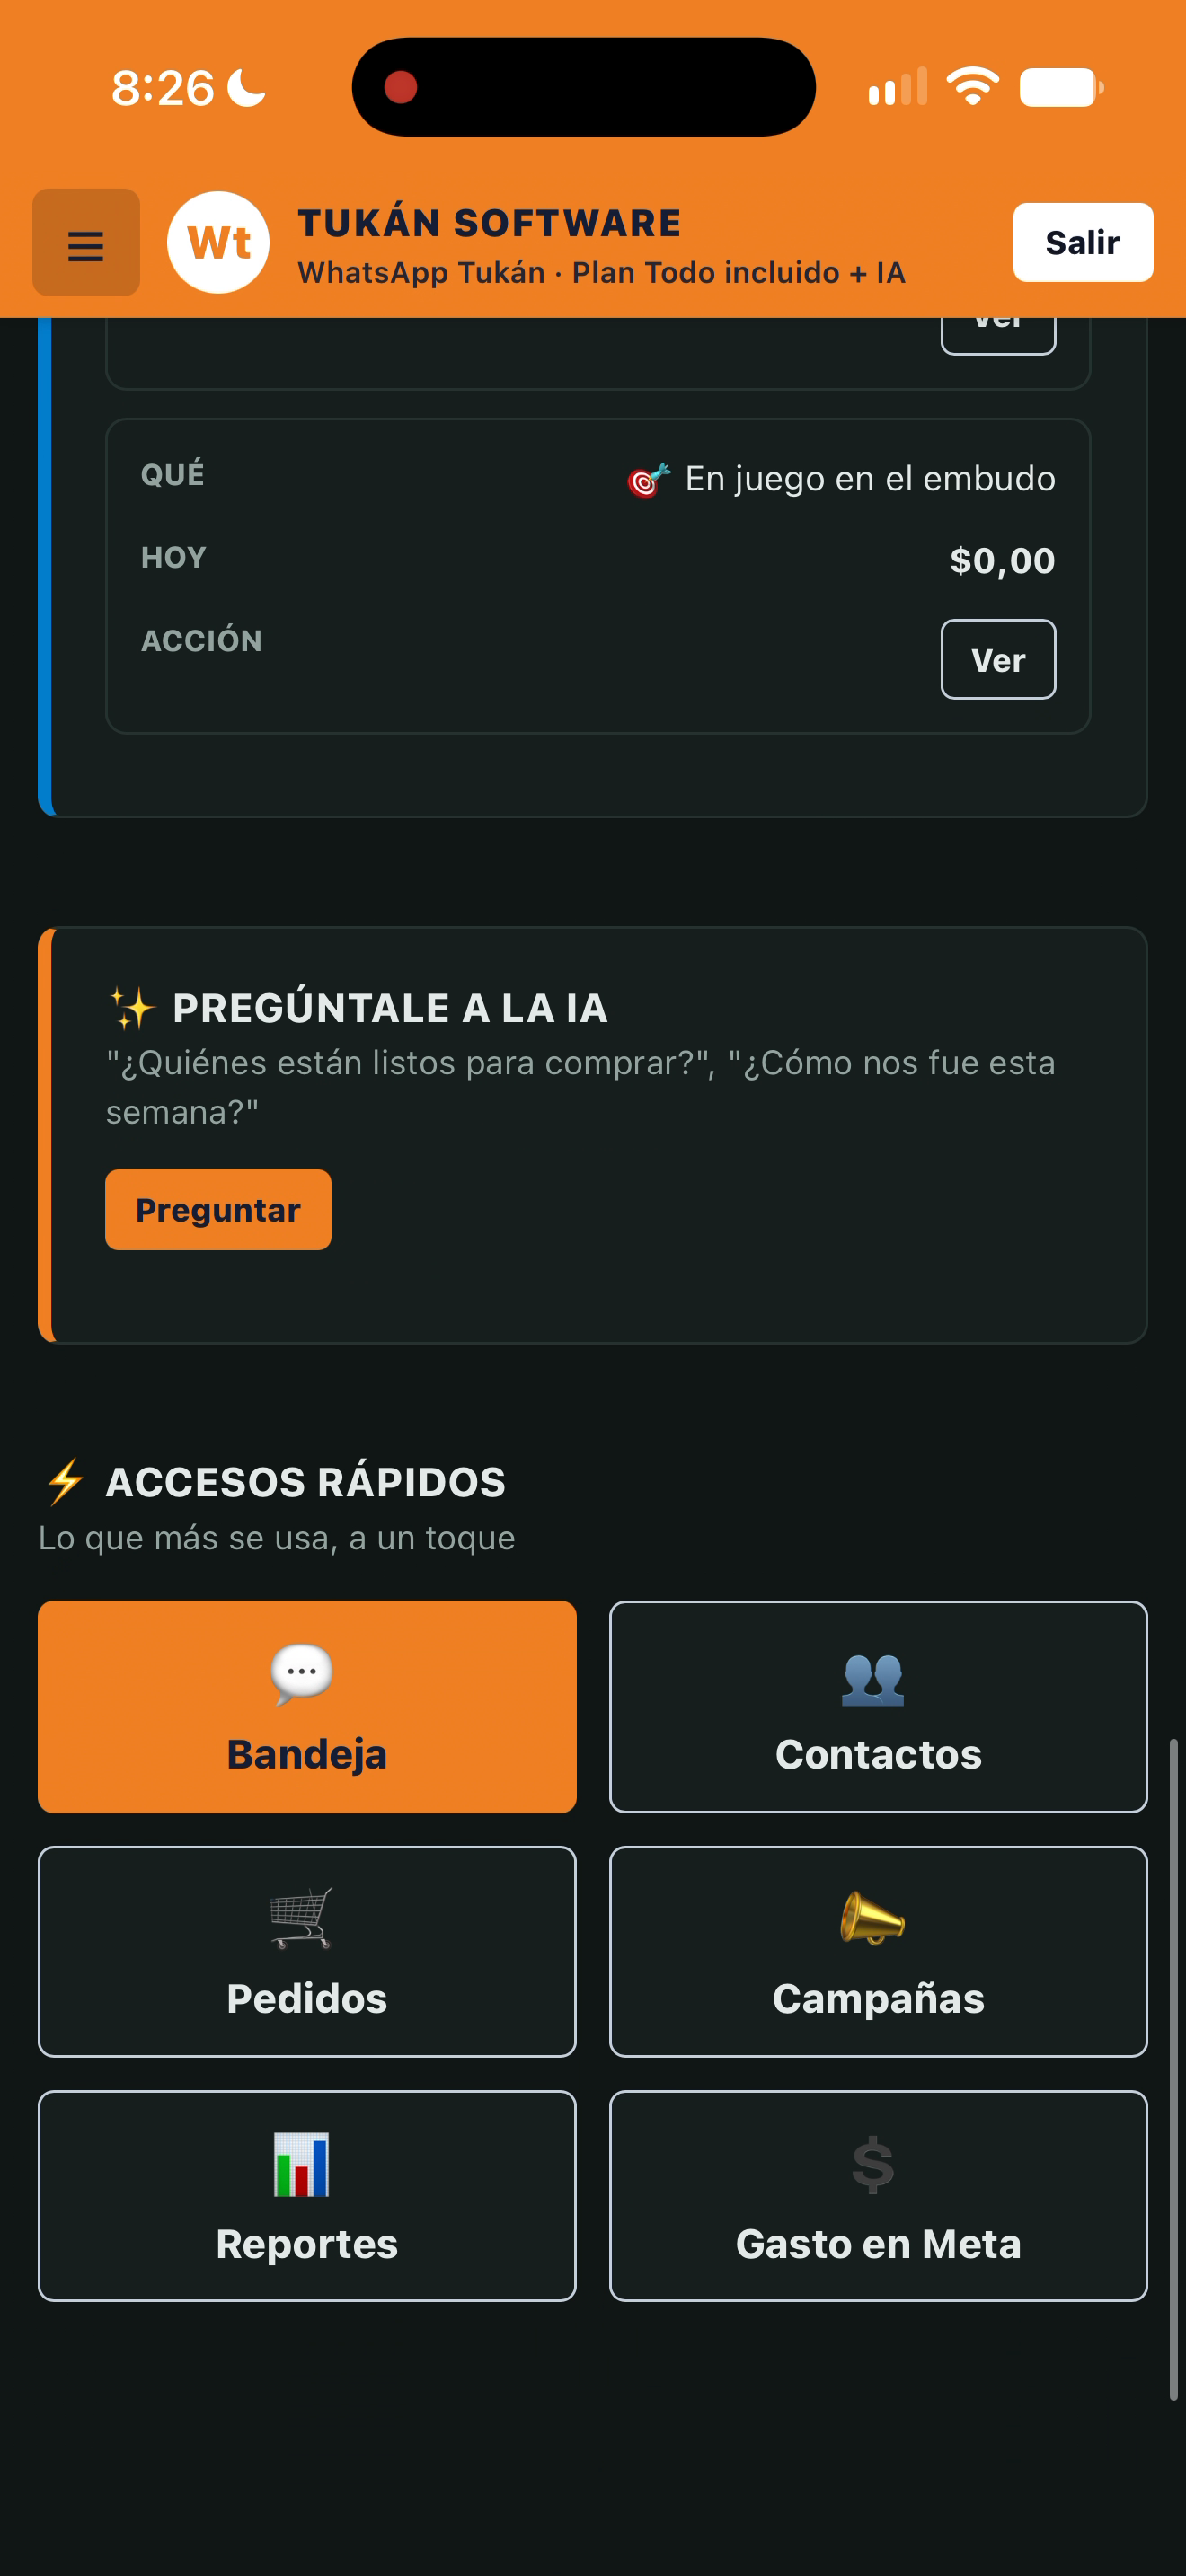 8:26
Wt
TUKÁN SOFTWARE
WhatsApp Tukán · Plan Todo incluido + IA
Salir
Ver
QUÉ
🎯 En juego en el embudo
HOY
$0,00
ACCIÓN
Ver
✨ PREGÚNTALE A LA IA
"¿Quiénes están listos para comprar?", "¿Cómo nos fue esta
semana?"
Preguntar
⚡ ACCESOS RÁPIDOS
Lo que más se usa, a un toque
Bandeja
Contactos
Pedidos
Campañas
Reportes
$
Gasto en Meta